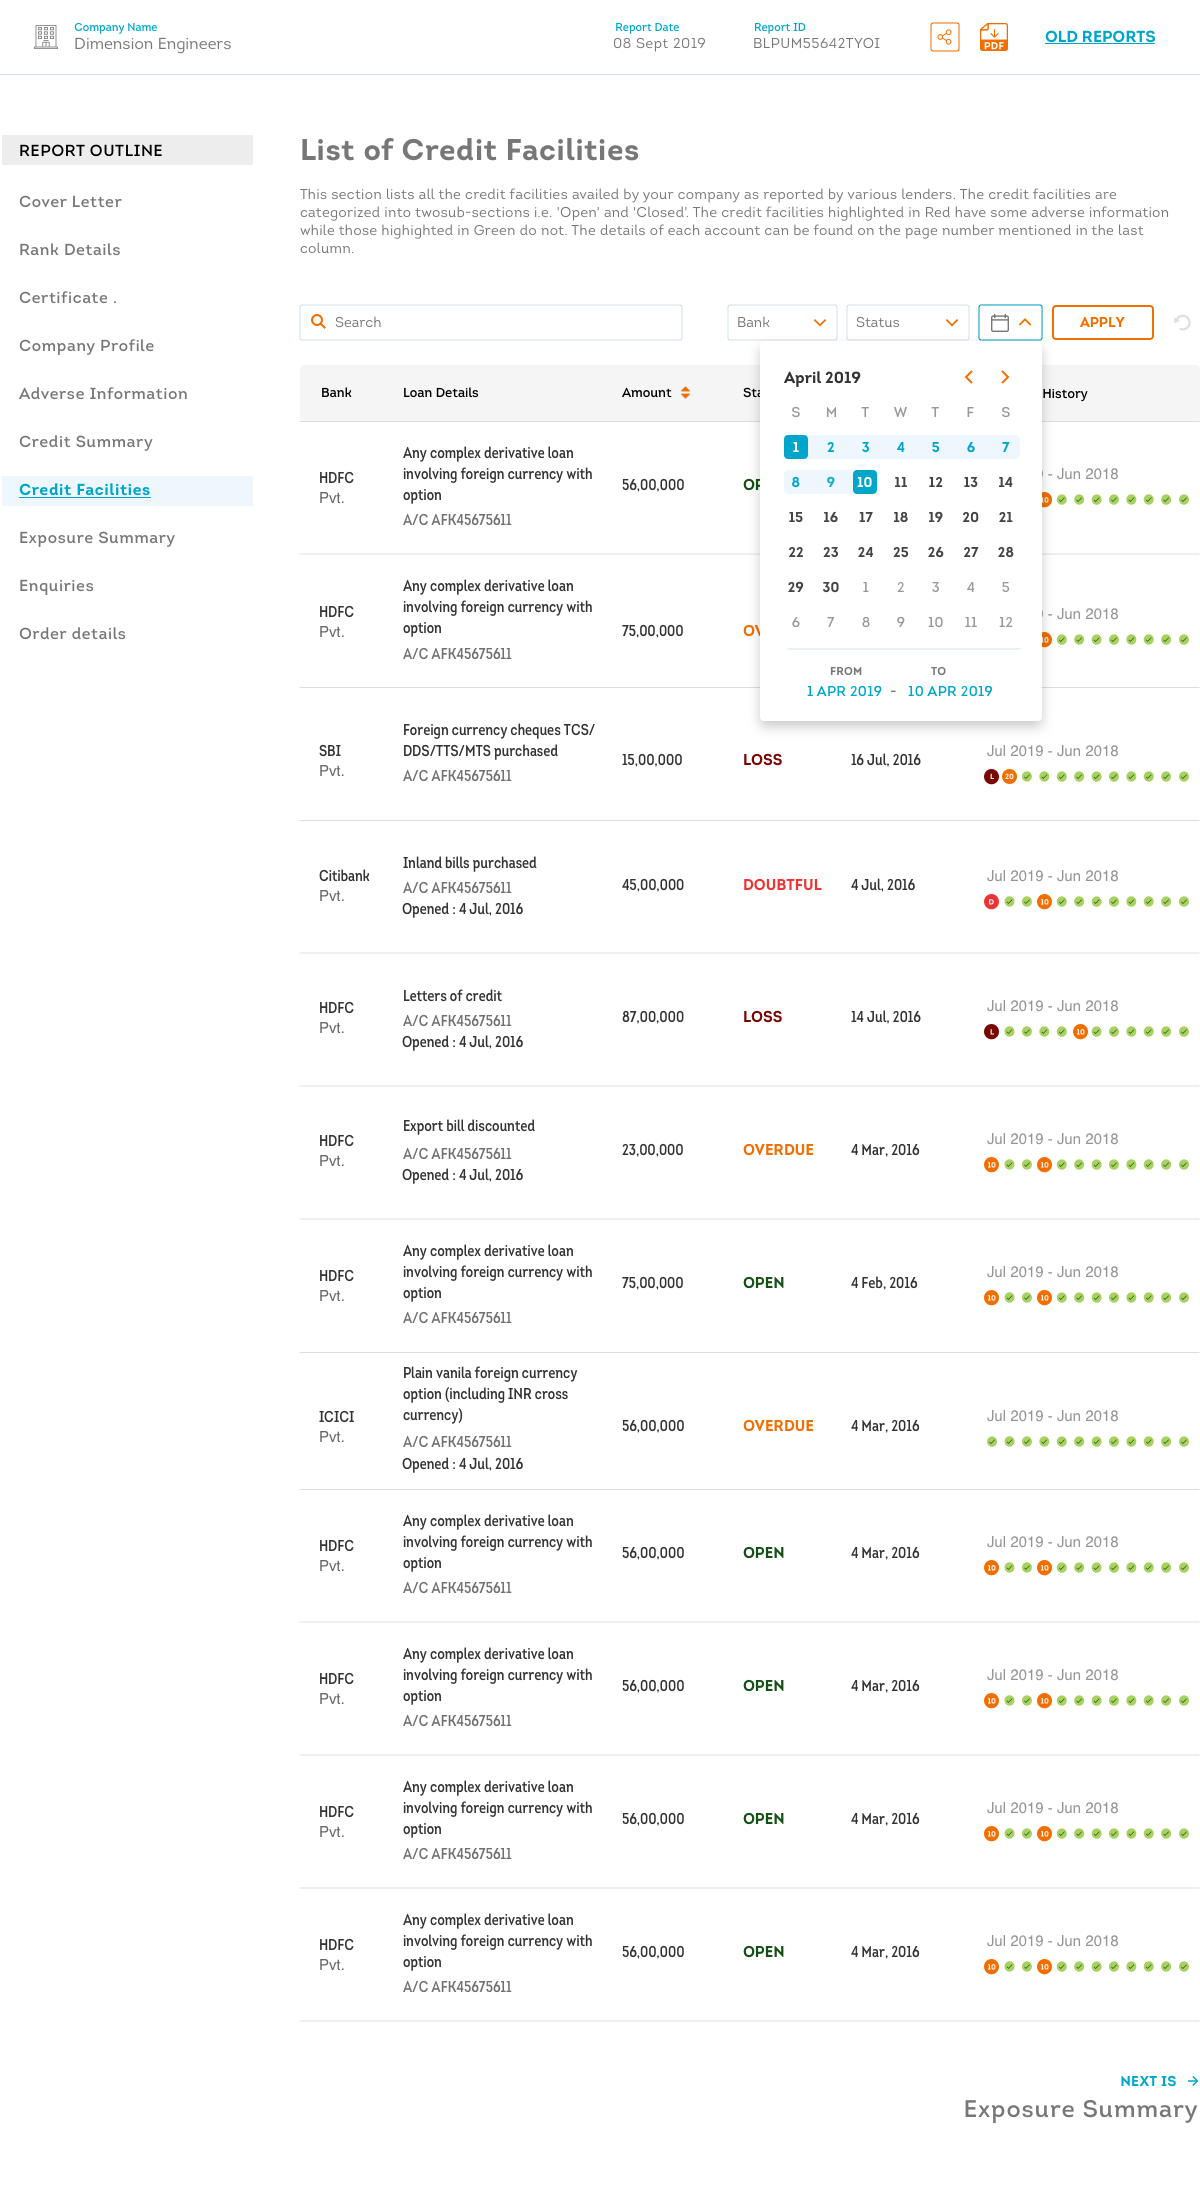 Company Name
Dimension Engineers
Report Date
08 Sept 2019
Report ID
BLPUM55642TYOI
PDF
OLD REPORTS
REPORT OUTLINE
Cover Letter
Rank Details
Certificate .
Company Profile
Adverse Information
Credit Summary
Credit Facilities
Exposure Summary
Enquiries
Order details
List of Credit Facilities
This section lists all the credit facilities availed by your company as reported by various lenders. The credit facilities are
categorized into twosub-sections i.e. 'Open' and 'Closed'. The credit facilities highlighted in Red have some adverse information
while those highighted in Green do not. The details of each account can be found on the page number mentioned in the last
column.
Search
Bank
Status
APPLY
Bank Loan Details Amount Sta History
April 2019
S M T W T F S
1 2 3 4 5 6 7
8 9 10 11 12 13 14
15 16 17 18 19 20 21
22 23 24 25 26 27 28
29 30 1 2 3 4 5
6 7 8 9 10 11 12
FROM TO
1 APR 2019 - 10 APR 2019
HDFC
Pvt.
Any complex derivative loan
involving foreign currency with
option
A/C AFK45675611
56,00,000
OP
- Jun 2018
10
HDFC
Pvt.
Any complex derivative loan
involving foreign currency with
option
A/C AFK45675611
75,00,000
OV
- Jun 2018
10
SBI
Pvt.
Foreign currency cheques TCS/
DDS/TTS/MTS purchased
A/C AFK45675611
15,00,000
LOSS
16 Jul, 2016
Jul 2019 - Jun 2018
L 20
Citibank
Pvt.
Inland bills purchased
A/C AFK45675611
Opened : 4 Jul, 2016
45,00,000
DOUBTFUL
4 Jul, 2016
Jul 2019 - Jun 2018
D 10
HDFC
Pvt.
Letters of credit
A/C AFK45675611
Opened : 4 Jul, 2016
87,00,000
LOSS
14 Jul, 2016
Jul 2019 - Jun 2018
L 10
HDFC
Pvt.
Export bill discounted
A/C AFK45675611
Opened : 4 Jul, 2016
23,00,000
OVERDUE
4 Mar, 2016
Jul 2019 - Jun 2018
10 10
HDFC
Pvt.
Any complex derivative loan
involving foreign currency with
option
A/C AFK45675611
75,00,000
OPEN
4 Feb, 2016
Jul 2019 - Jun 2018
10 10
ICICI
Pvt.
Plain vanila foreign currency
option (including INR cross
currency)
A/C AFK45675611
Opened : 4 Jul, 2016
56,00,000
OVERDUE
4 Mar, 2016
Jul 2019 - Jun 2018
HDFC
Pvt.
Any complex derivative loan
involving foreign currency with
option
A/C AFK45675611
56,00,000
OPEN
4 Mar, 2016
Jul 2019 - Jun 2018
10 10
HDFC
Pvt.
Any complex derivative loan
involving foreign currency with
option
A/C AFK45675611
56,00,000
OPEN
4 Mar, 2016
Jul 2019 - Jun 2018
10 10
HDFC
Pvt.
Any complex derivative loan
involving foreign currency with
option
A/C AFK45675611
56,00,000
OPEN
4 Mar, 2016
Jul 2019 - Jun 2018
10 10
HDFC
Pvt.
Any complex derivative loan
involving foreign currency with
option
A/C AFK45675611
56,00,000
OPEN
4 Mar, 2016
Jul 2019 - Jun 2018
10 10
NEXT IS
Exposure Summary